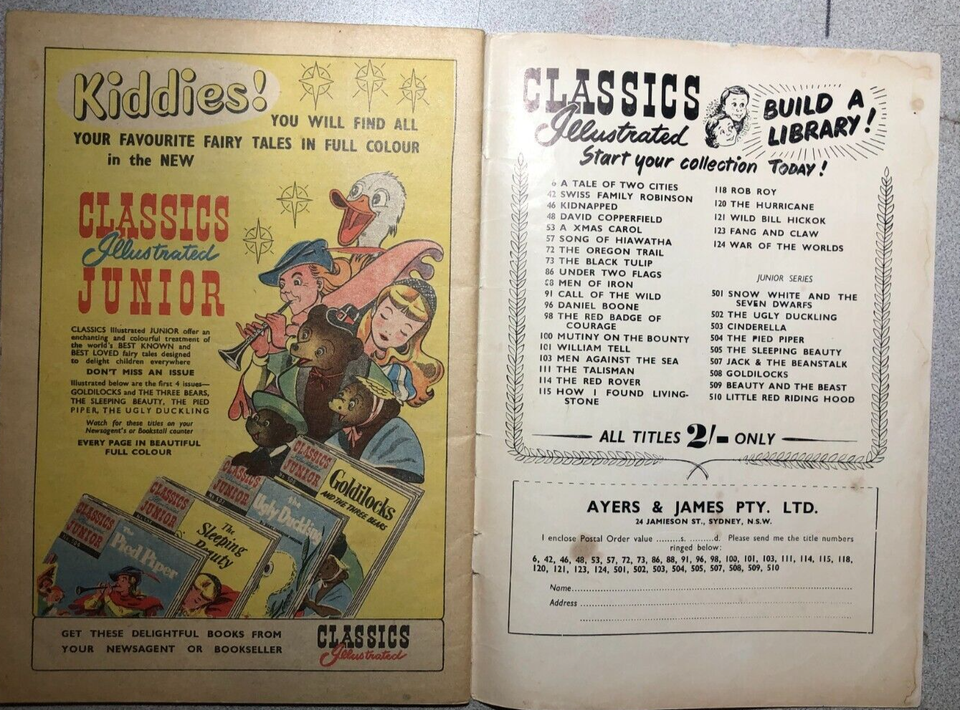 Kiddies!
YOU WILL FIND ALL
YOUR FAVOURITE FAIRY TALES IN FULL COLOUR
in the NEW
CLASSICS
Illustrated
JUNIOR
CLASSICS Illustrated JUNIOR offer an
enchanting and colourful treatment of
the world's BEST KNOWN and
BEST LOVED fairy tales designed
to delight children everywhere
DON'T MISS AN ISSUE
Illustrated below are the first 4 issues—
GOLDILOCKS and THE THREE BEARS,
THE SLEEPING BEAUTY, THE PIED
PIPER, THE UGLY DUCKLING
Watch for these titles on your
Newsagent's or Bookstall counter
EVERY PAGE IN BEAUTIFUL
FULL COLOUR
CLASSICS
JUNIOR
The Pied Piper
CLASSICS
JUNIOR
The
Sleeping
Beauty
CLASSICS
JUNIOR
the
Ugly Duckling
CLASSICS
JUNIOR
Goldilocks
AND THE THREE BEARS
GET THESE DELIGHTFUL BOOKS FROM
YOUR NEWSAGENT OR BOOKSELLER
CLASSICS
Illustrated
CLASSICS
Illustrated
BUILD A
LIBRARY!
Start your collection TODAY!
6 A TALE OF TWO CITIES
42 SWISS FAMILY ROBINSON
46 KIDNAPPED
48 DAVID COPPERFIELD
53 A XMAS CAROL
57 SONG OF HIAWATHA
72 THE OREGON TRAIL
73 THE BLACK TULIP
86 UNDER TWO FLAGS
88 MEN OF IRON
91 CALL OF THE WILD
96 DANIEL BOONE
98 THE RED BADGE OF
COURAGE
100 MUTINY ON THE BOUNTY
101 WILLIAM TELL
103 MEN AGAINST THE SEA
111 THE TALISMAN
114 THE RED ROVER
115 HOW I FOUND LIVING-
STONE
118 ROB ROY
120 THE HURRICANE
121 WILD BILL HICKOK
123 FANG AND CLAW
124 WAR OF THE WORLDS
JUNIOR SERIES
501 SNOW WHITE AND THE
SEVEN DWARFS
502 THE UGLY DUCKLING
503 CINDERELLA
504 THE PIED PIPER
505 THE SLEEPING BEAUTY
507 JACK & THE BEANSTALK
508 GOLDILOCKS
509 BEAUTY AND THE BEAST
510 LITTLE RED RIDING HOOD
ALL TITLES 2/- ONLY
AYERS & JAMES PTY. LTD.
24 JAMIESON ST., SYDNEY, N.S.W.
I enclose Postal Order value .........s. .........d. Please send me the title numbers
ringed below:
6, 42, 46, 48, 53, 57, 72, 73, 86, 88, 91, 96, 98, 100, 101, 103, 111, 114, 115, 118,
120, 121, 123, 124, 501, 502, 503, 504, 505, 507, 508, 509, 510
Name
Address